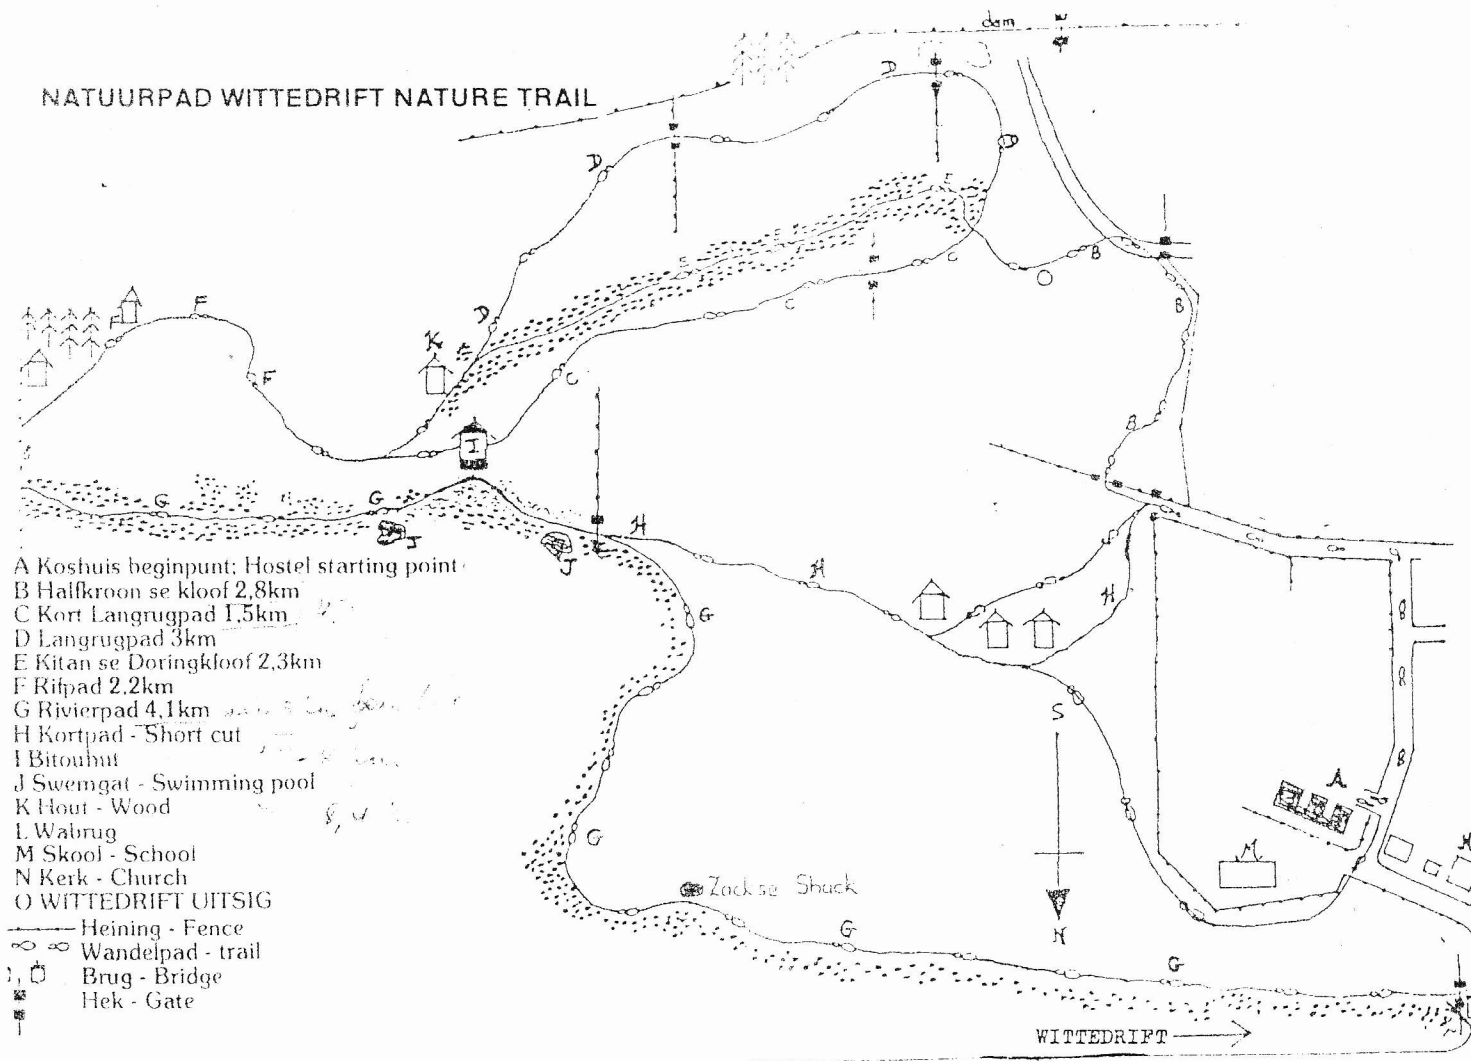 dam
NATUURPAD WITTEDRIFT NATURE TRAIL
D
D
D
D
E
B
C
O
E
C
B
D
F
K
E
F
C
B
I
G
G
H
J
J
L
H
H
G
S
A
M
N
G
Zackse Shack
G
N
G
WITTEDRIFT
A Koshuis beginpunt: Hostel starting point
B Halfkroon se kloof 2,8km
C Kort Langrugpad 1,5km
D Langrugpad 3km
E Kitan se Doringkloof 2,3km
F Rifpad 2,2km
G Rivierpad 4,1km
H Kortpad - Short cut
I Bitouhut
J Swemgat - Swimming pool
K Hout - Wood
L Wabrug
M Skool - School
N Kerk - Church
O WITTEDRIFT UITSIG
Heining - Fence
Wandelpad - trail
Brug - Bridge
Hek - Gate